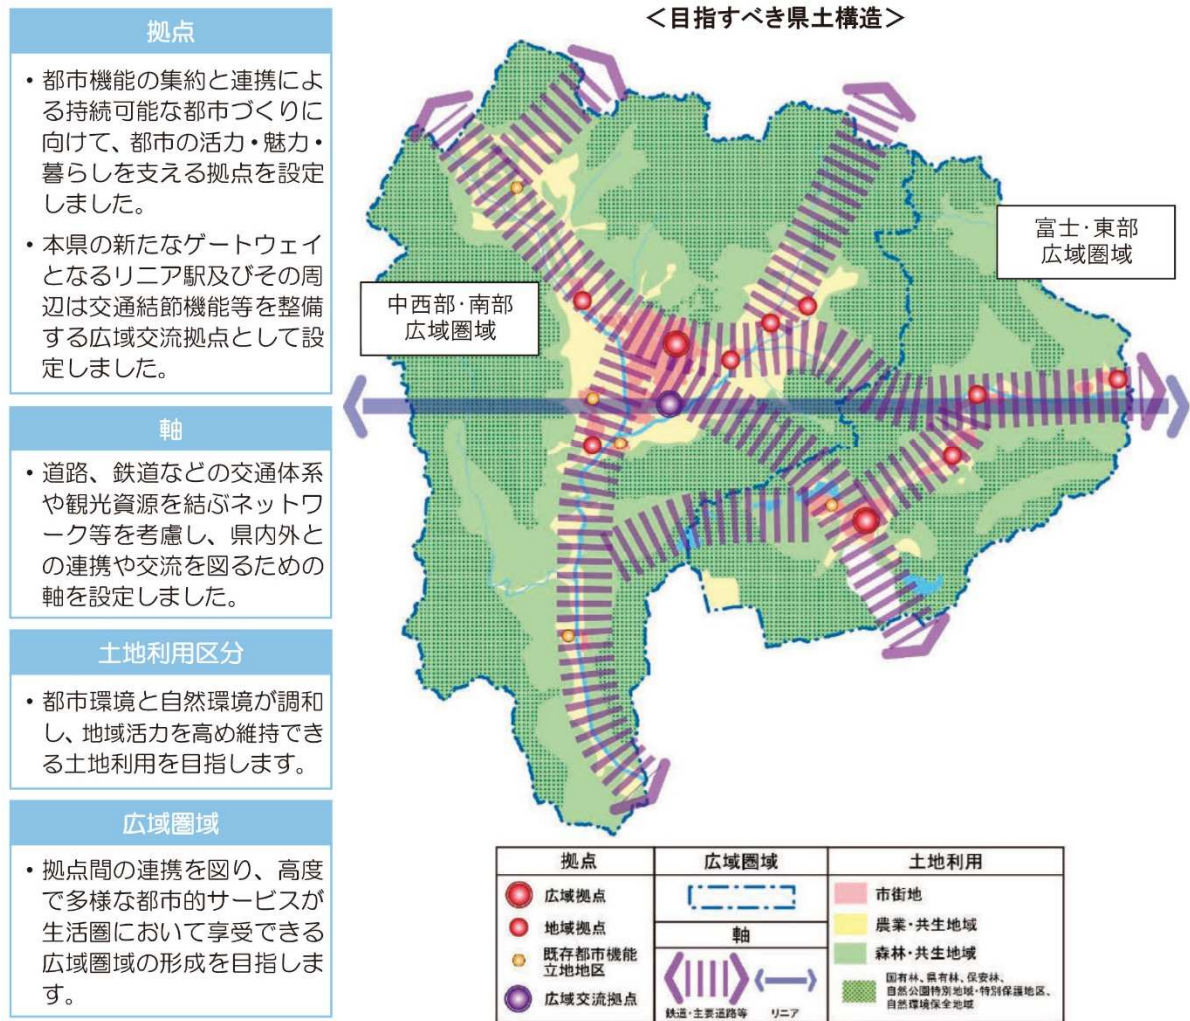 ＜目指すべき県土構造＞
拠点
・都市機能の集約と連携によ
る持続可能な都市づくりに
向けて、都市の活力・魅力・
暮らしを支える拠点を設定
しました。
・本県の新たなゲートウェイ
となるリニア駅及びその周
辺は交通結節機能等を整備
する広域交流拠点として設
定しました。
軸
・道路、鉄道などの交通体系
や観光資源を結ぶネットワ
ーク等を考慮し、県内外と
の連携や交流を図るための
軸を設定しました。
土地利用区分
・都市環境と自然環境が調和
し、地域活力を高め維持でき
る土地利用を目指します。
広域圏域
・拠点間の連携を図り、高度
で多様な都市的サービスが
生活圏において享受できる
広域圏域の形成を目指しま
す。
中西部・南部
広域圏域
富士・東部
広域圏域
拠点
広域拠点
地域拠点
既存都市機能
立地地区
広域交流拠点
広域圏域
軸
鉄道・主要道路等
リニア
土地利用
市街地
農業・共生地域
森林・共生地域
国有林、県有林、保安林、
自然公園特別地域・特別保護地区、
自然環境保全地域